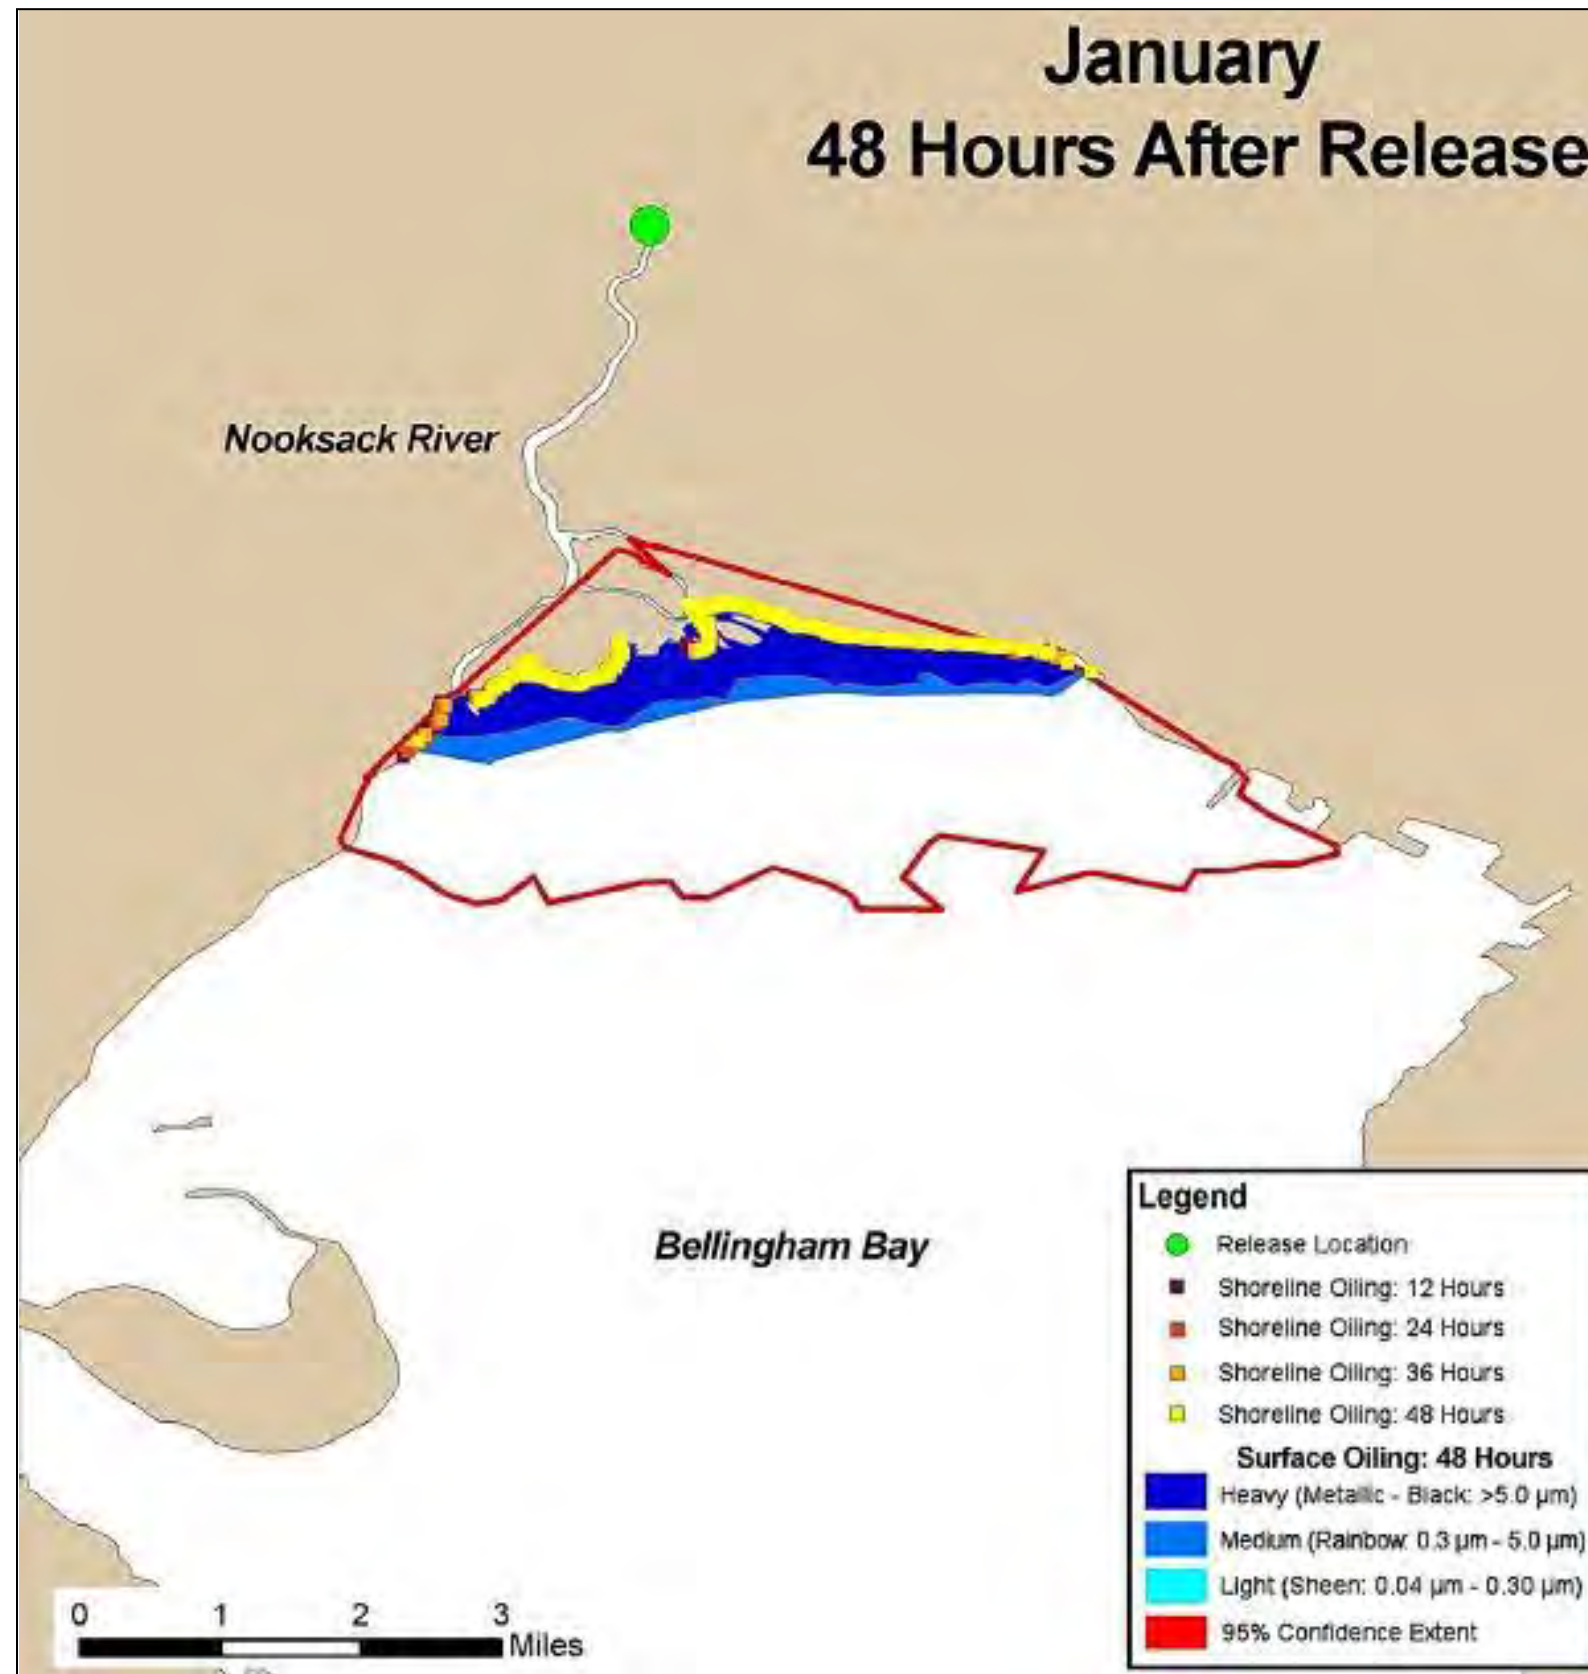 January
48 Hours After Release
Nooksack River
Bellingham Bay
Legend
Release Location
Shoreline Oiling: 12 Hours
Shoreline Oiling: 24 Hours
Shoreline Oiling: 36 Hours
Shoreline Oiling: 48 Hours
Surface Oiling: 48 Hours
Heavy (Metallic - Black: >5.0 µm)
Medium (Rainbow: 0.3 µm - 5.0 µm)
Light (Sheen: 0.04 µm - 0.30 µm)
95% Confidence Extent
0 1 2 3
Miles